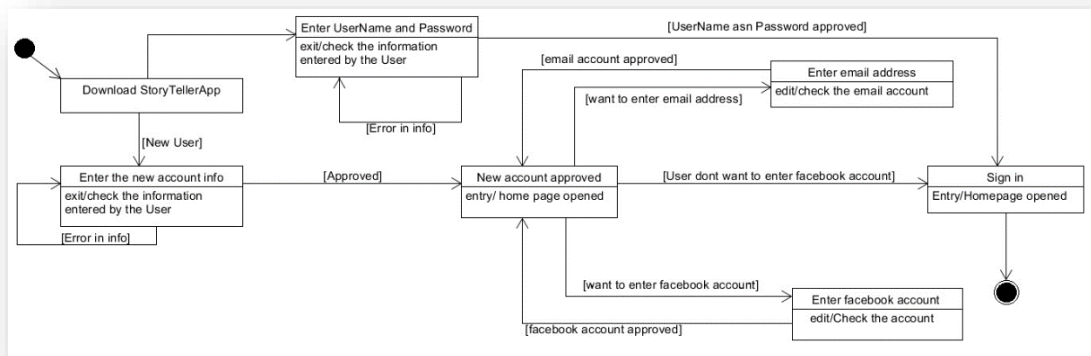 Enter UserName and Password
exit/check the information
entered by the User
[UserName asn Password approved]
[email account approved]
Enter email address
edit/check the email account
[want to enter email address]
Download StoryTellerApp
[Error in info]
[New User]
Enter the new account info
exit/check the information
entered by the User
[Error in info]
[Approved]
New account approved
entry/ home page opened
[User dont want to enter facebook account]
Sign in
Entry/Homepage opened
[want to enter facebook account]
Enter facebook account
edit/Check the account
[facebook account approved]